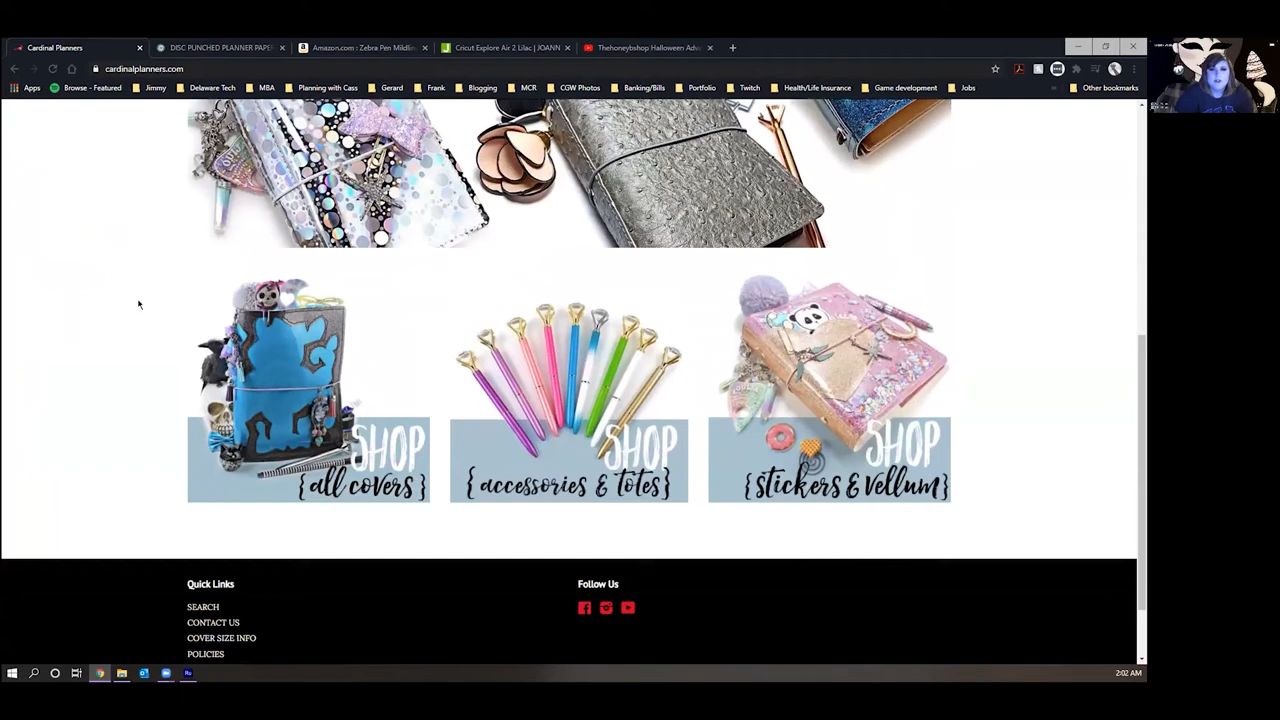 Cardinal Planners
DISC PUNCHED PLANNER PAPER
Amazon.com : Zebra Pen Mildlin
Cricut Explore Air 2 Lilac | JOANN
Thehoneybshop Halloween Adv
cardinalplanners.com
Apps Browse - Featured Jimmy Delaware Tech MBA Planning with Cass Gerard Frank Blogging MCR CGW Photos Banking/Bills Portfolio Twitch Health/Life Insurance Game development Jobs Other bookmarks
SHOP
{ all covers }
SHOP
{ accessories & totes }
SHOP
{ stickers & vellum }
Quick Links
SEARCH
CONTACT US
COVER SIZE INFO
POLICIES
Follow Us
Ru
2:02 AM